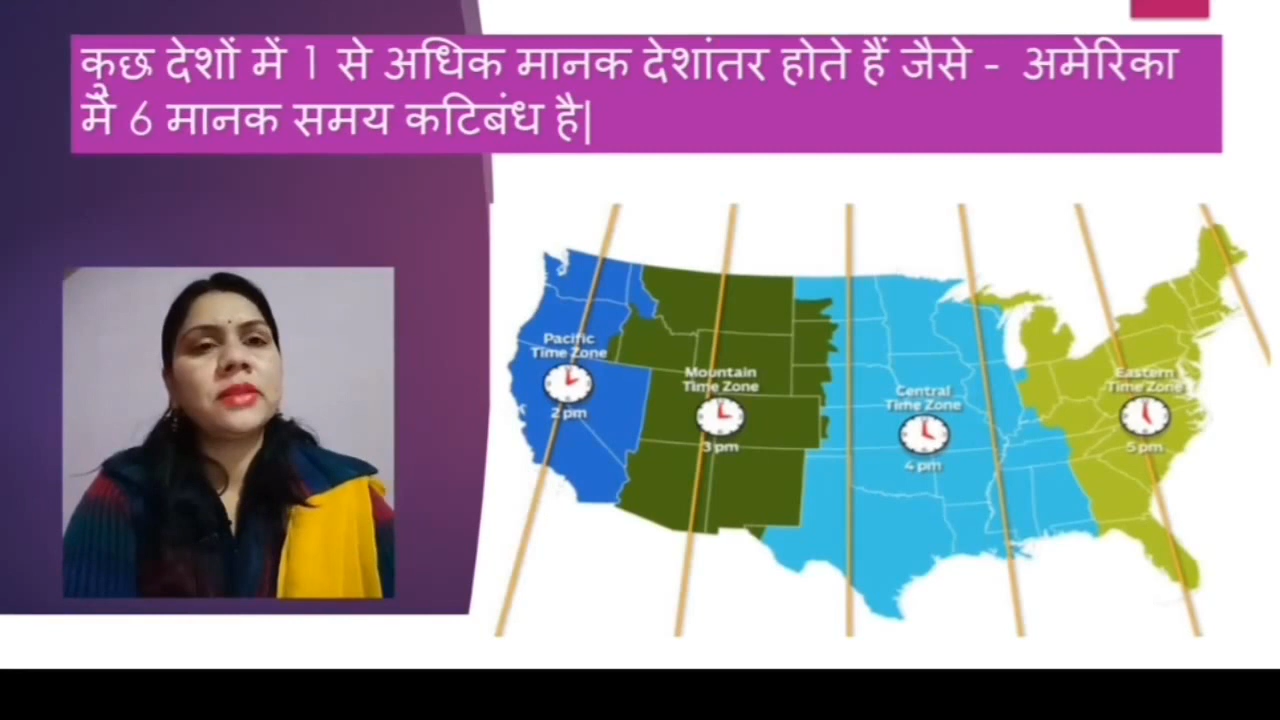 कुछ देशों में 1 से अधिक मानक देशांतर होते हैं जैसे - अमेरिका
में 6 मानक समय कटिबंध है|
Pacific
Time Zone
2 pm
Mountain
Time Zone
3 pm
Central
Time Zone
4 pm
Eastern
Time Zone
5 pm